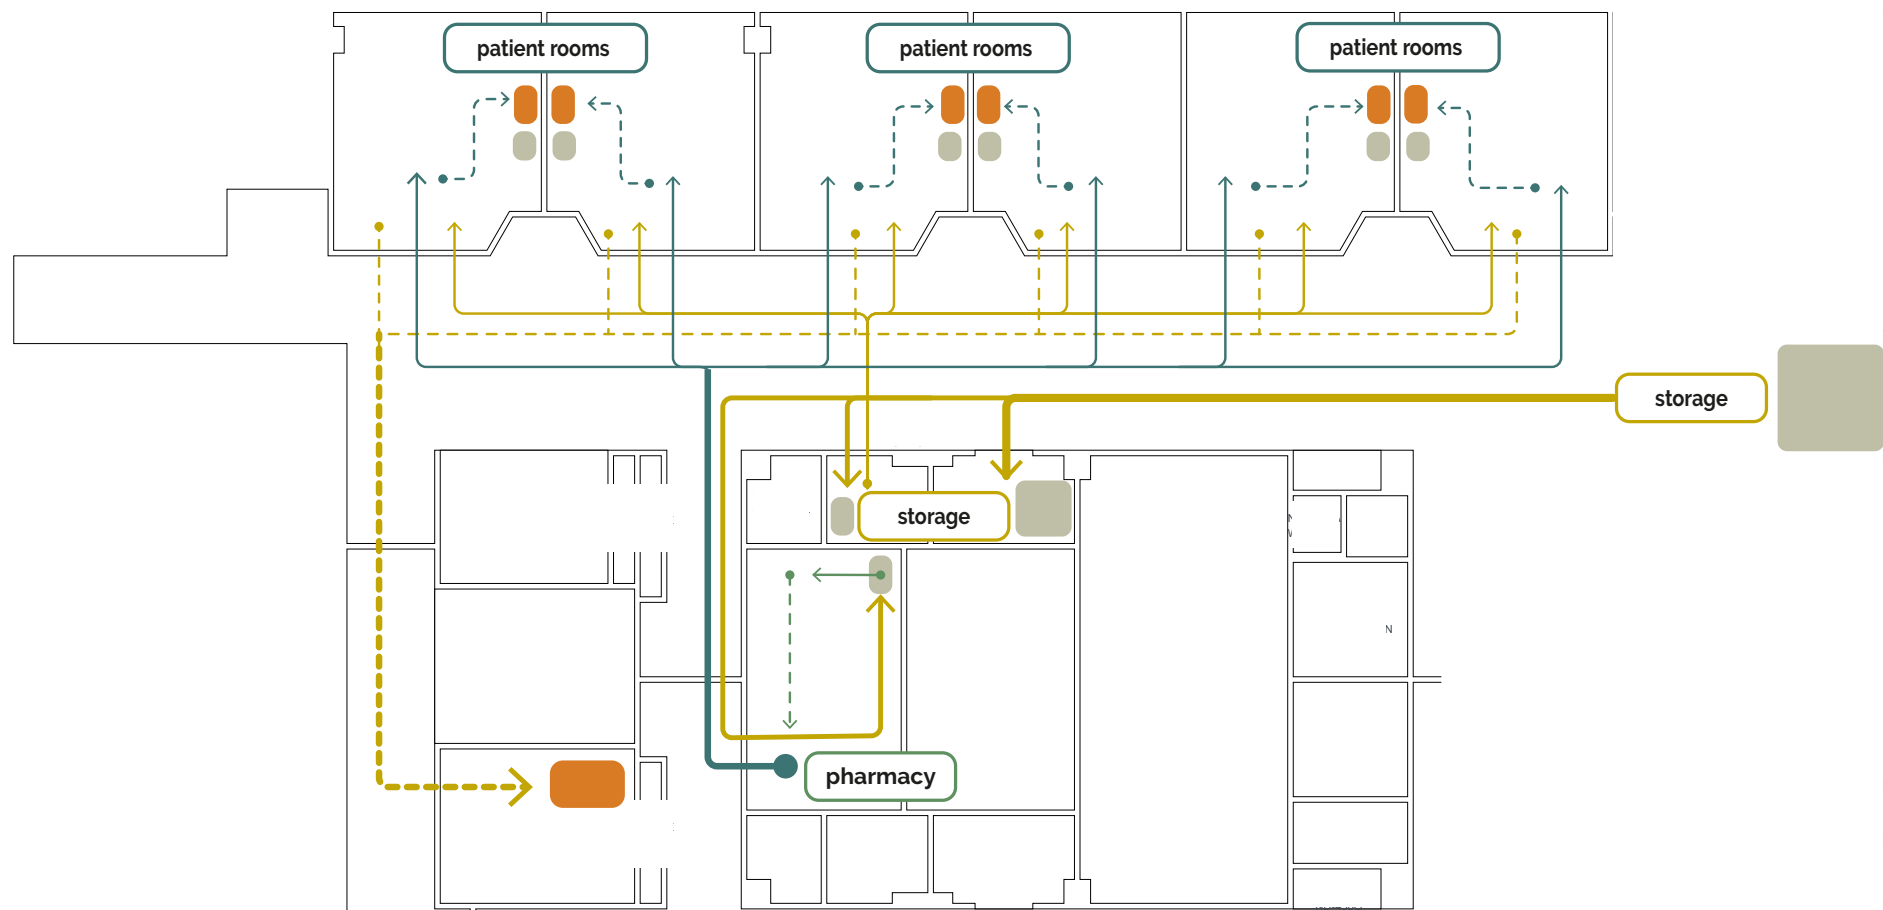 patient rooms
patient rooms
patient rooms
storage
storage
N
pharmacy